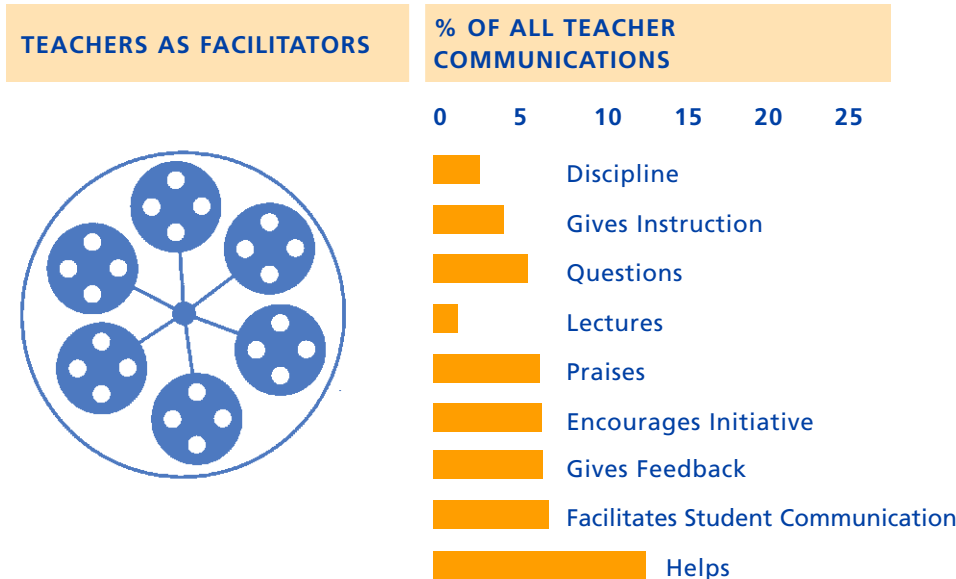 TEACHERS AS FACILITATORS
% OF ALL TEACHER
COMMUNICATIONS
0 5 10 15 20 25
Discipline
Gives Instruction
Questions
Lectures
Praises
Encourages Initiative
Gives Feedback
Facilitates Student Communication
Helps